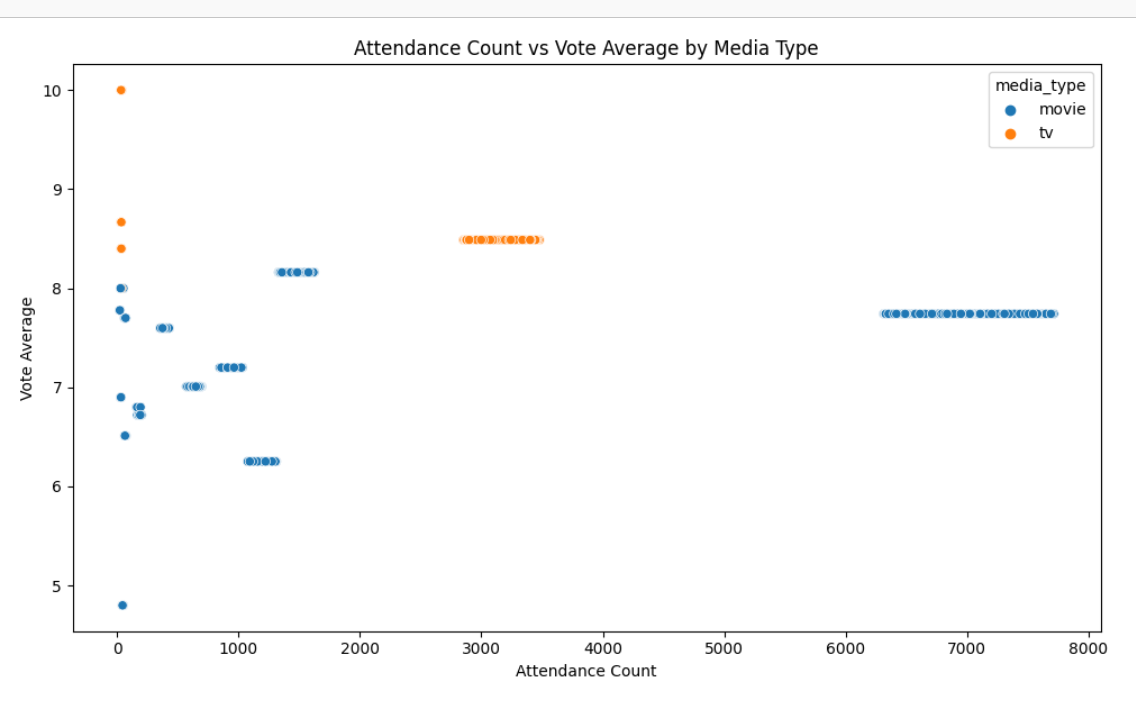 Attendance Count vs Vote Average by Media Type
media_type
movie
tv
Vote Average
10
9
8
7
6
5
0 1000 2000 3000 4000 5000 6000 7000 8000
Attendance Count